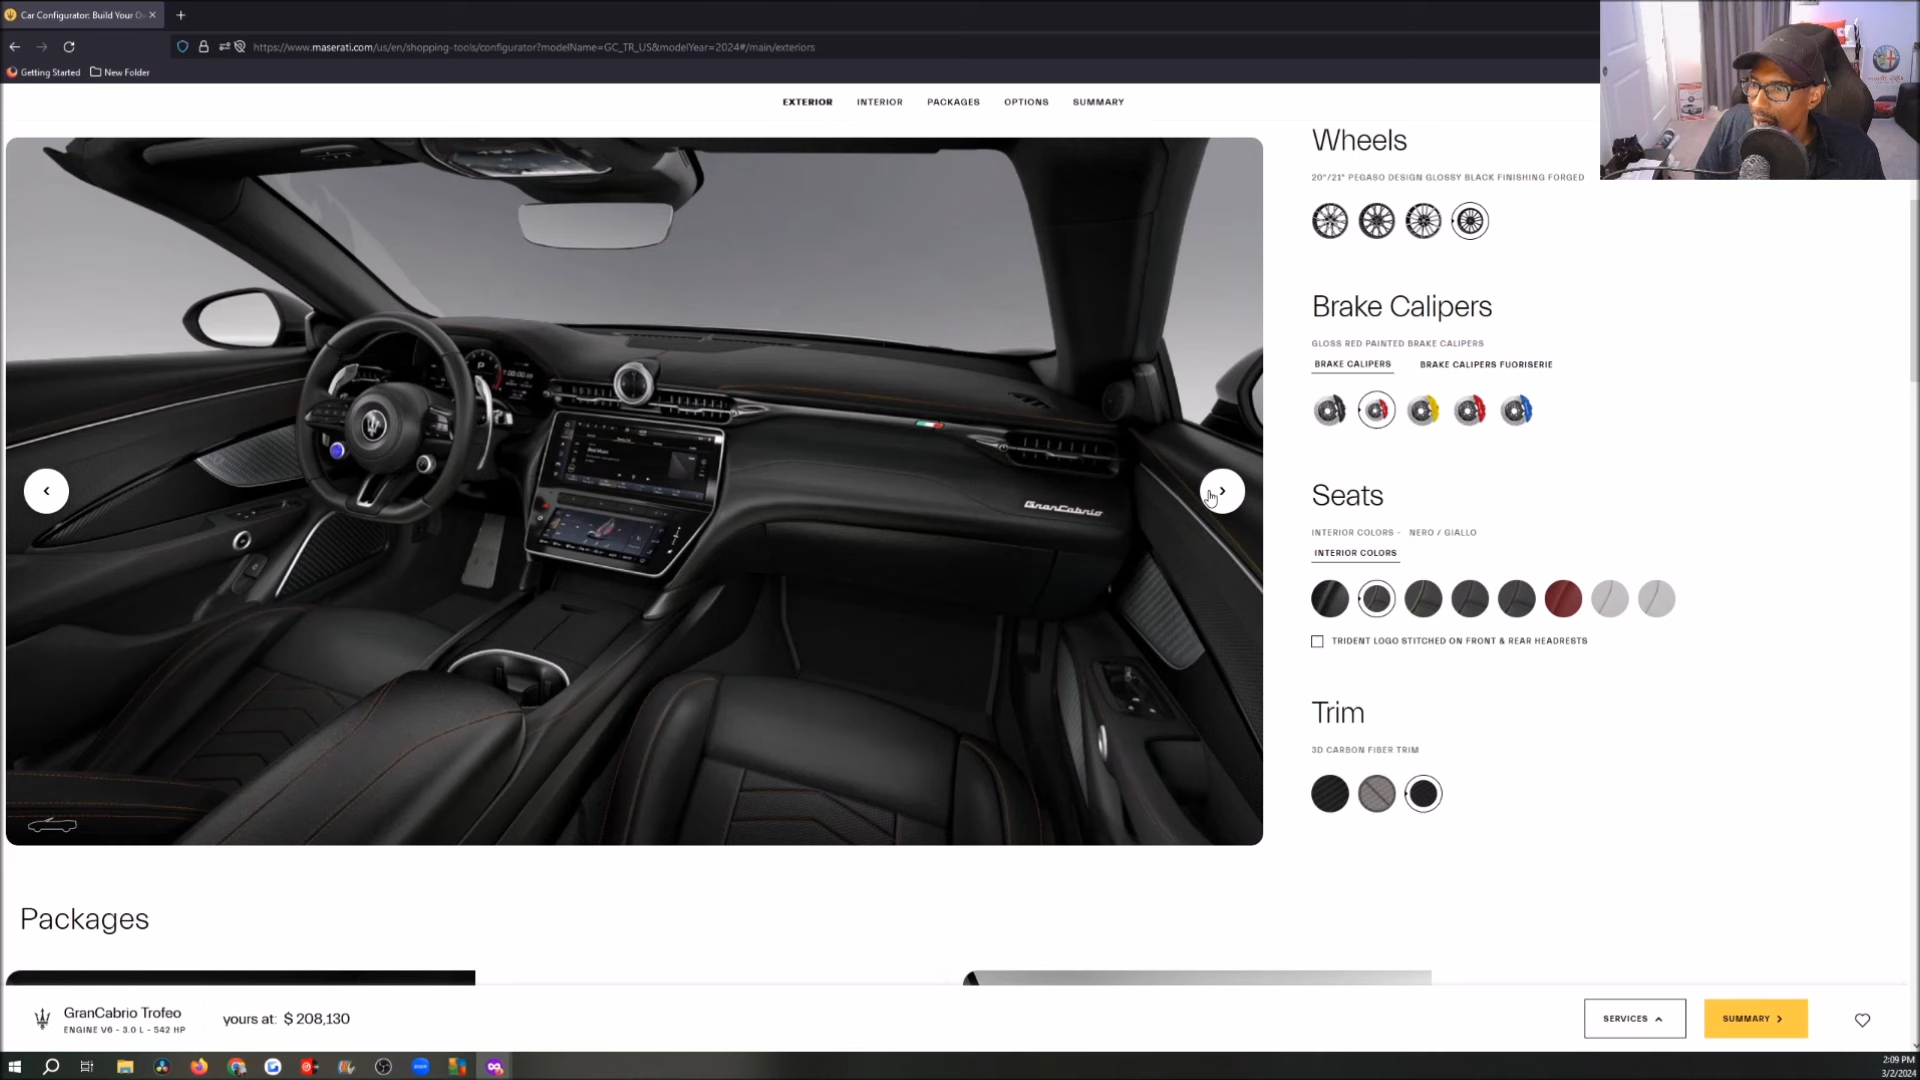 Car Configurator: Build Your O
https://www.maserati.com/us/en/shopping-tools/configurator?modelName=GC_TR_US&modelYear=2024#/main/exteriors
Getting Started
New Folder
EXTERIOR
INTERIOR
PACKAGES
OPTIONS
SUMMARY
Wheels
20"/21" PEGASO DESIGN GLOSSY BLACK FINISHING FORGED
Brake Calipers
GLOSS RED PAINTED BRAKE CALIPERS
BRAKE CALIPERS
BRAKE CALIPERS FUORISERIE
GranCabrio
Seats
INTERIOR COLORS - NERO / GIALLO
INTERIOR COLORS
TRIDENT LOGO STITCHED ON FRONT & REAR HEADRESTS
Trim
3D CARBON FIBER TRIM
Packages
GranCabrio Trofeo
ENGINE V6 - 3.0 L - 542 HP
yours at: $ 208,130
SERVICES
SUMMARY
2:09 PM
3/2/2024